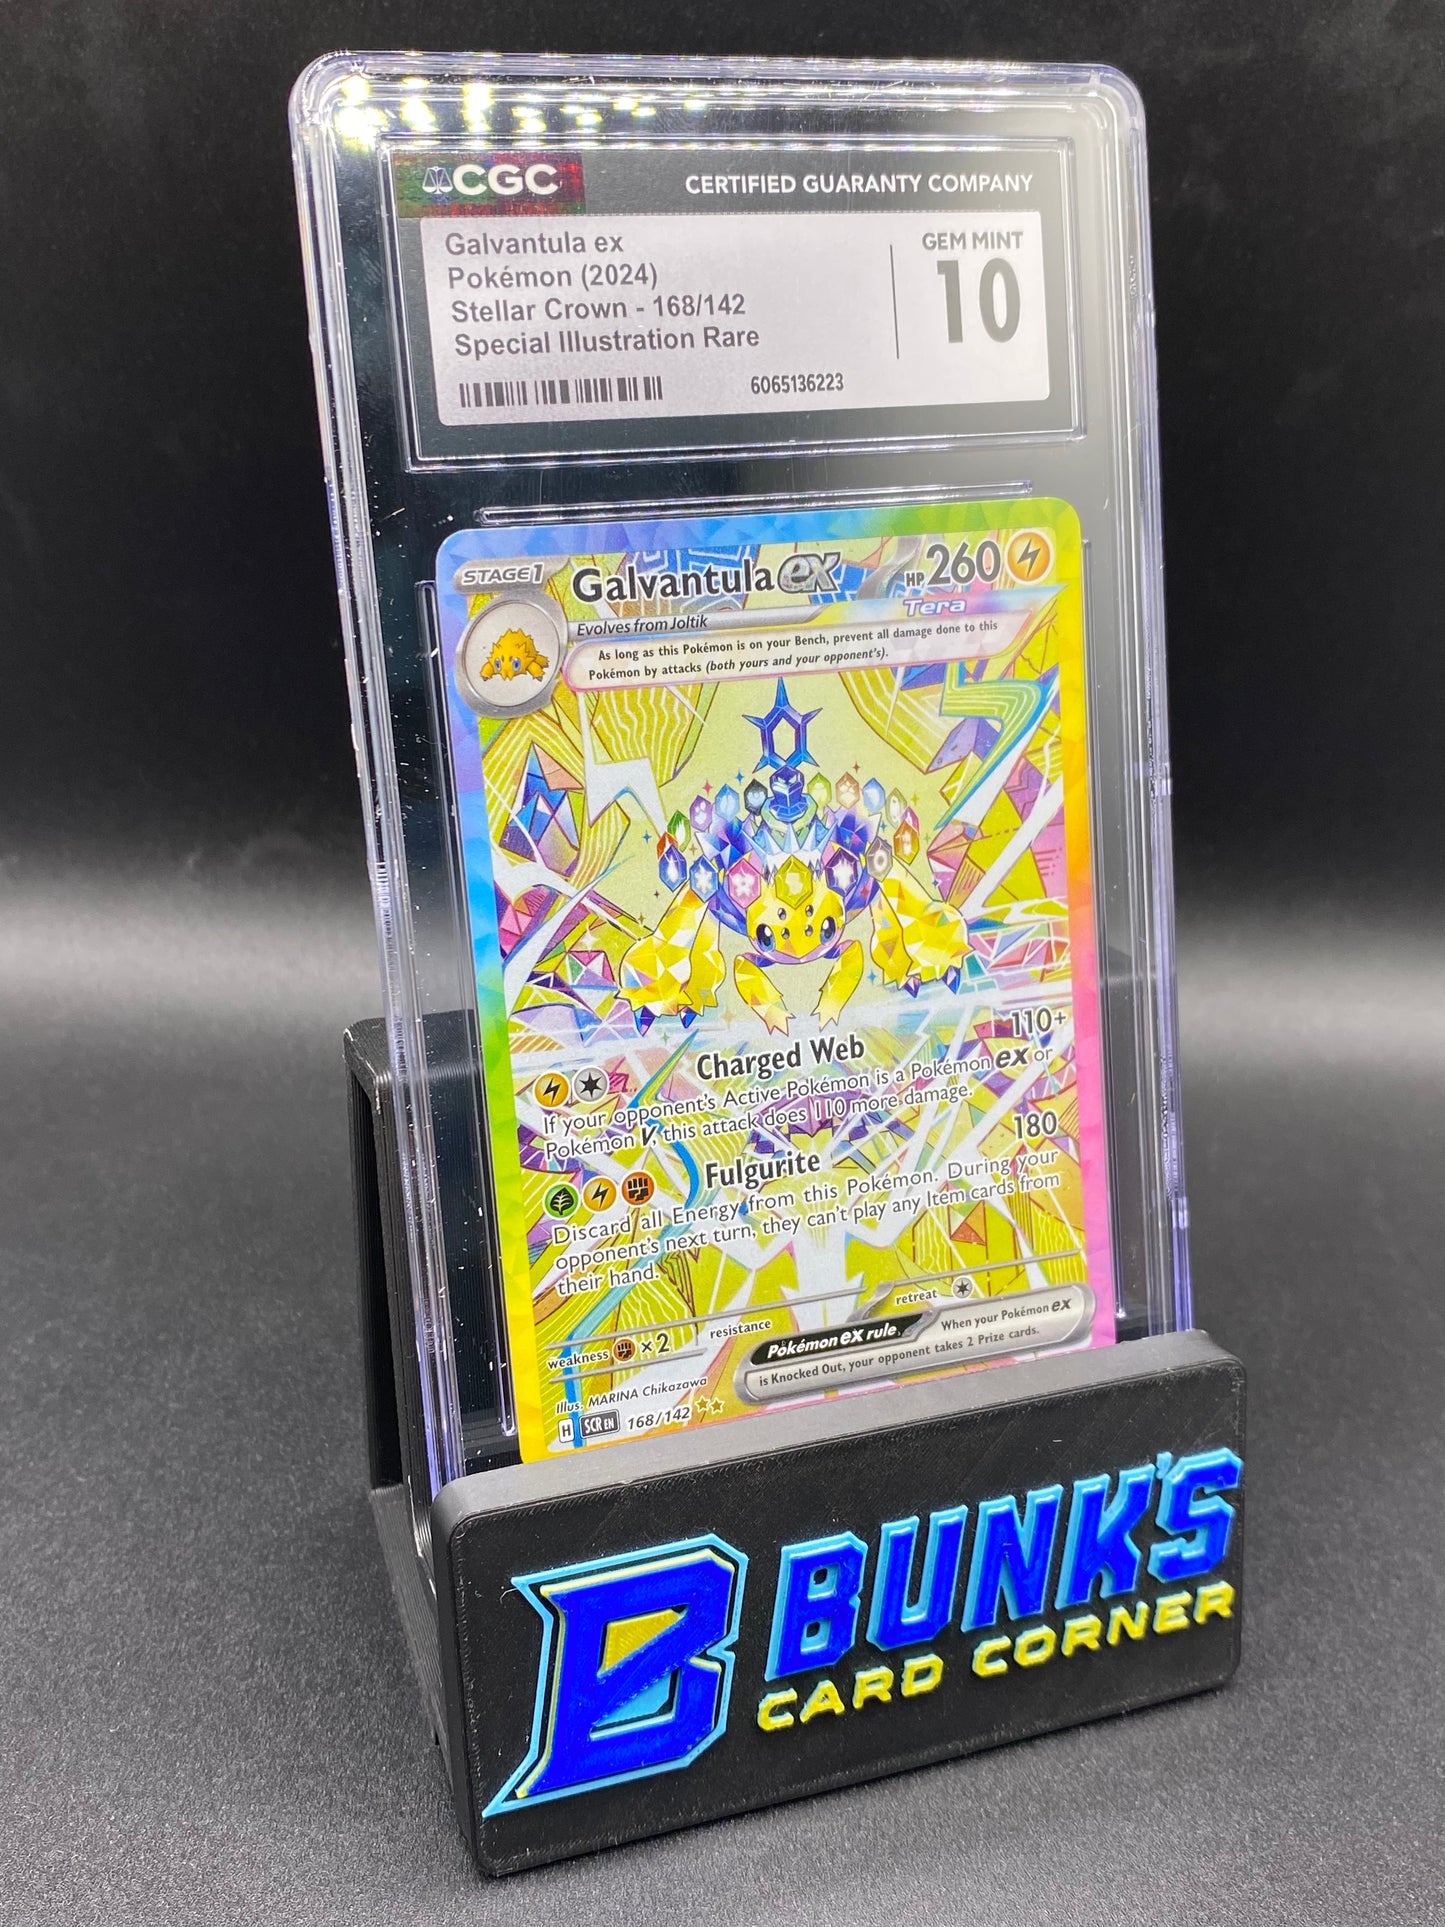 CGC
CERTIFIED GUARANTY COMPANY
Galvantula ex
Pokémon (2024)
Stellar Crown - 168/142
Special Illustration Rare
GEM MINT
10
6065136223
STAGE 1
Galvantula ex
HP 260
Evolves from Joltik
Tera
As long as this Pokémon is on your Bench, prevent all damage done to this
Pokémon by attacks (both yours and your opponent's).
Charged Web
110+
If your opponent's Active Pokémon is a Pokémon ex or
Pokémon V, this attack does 110 more damage.
Fulgurite
180
Discard all Energy from this Pokémon. During your
opponent's next turn, they can't play any Item cards from
their hand.
weakness ×2
resistance
retreat
Pokémon ex rule
When your Pokémon ex
is Knocked Out, your opponent takes 2 Prize cards.
Illus. MARINA Chikazawa
H SCR EN 168/142
B
BUNK'S
CARD CORNER